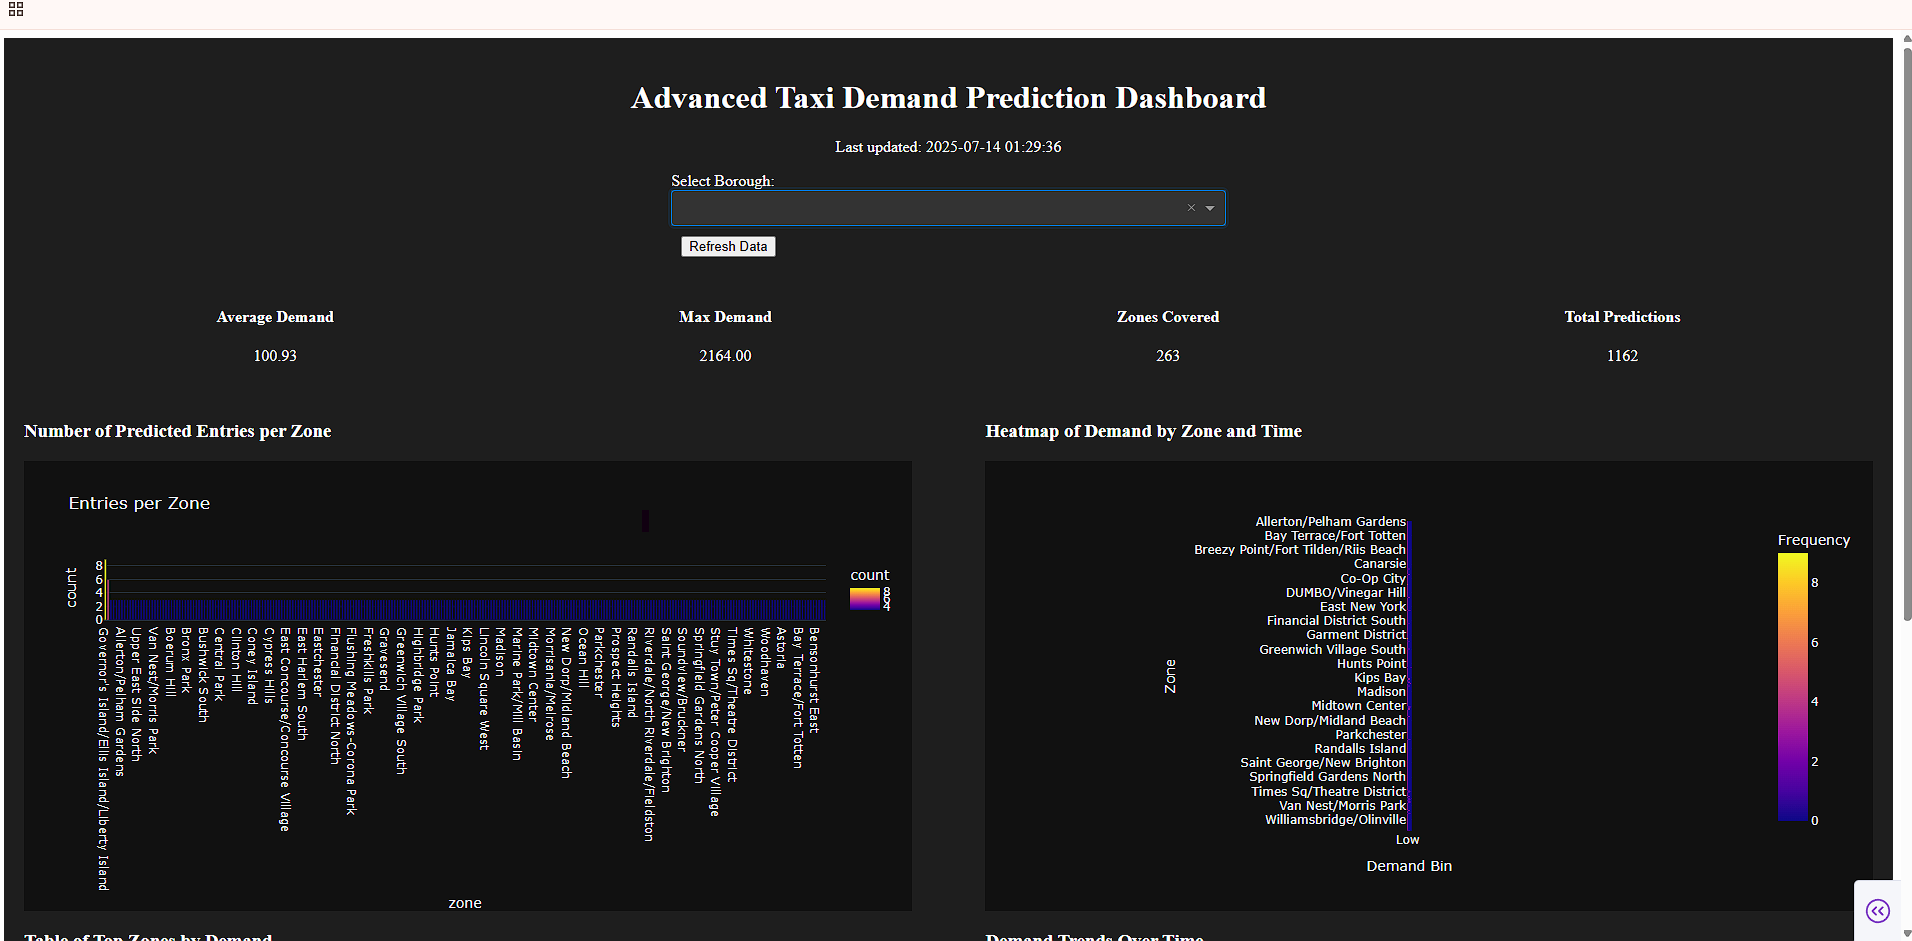 Advanced Taxi Demand Prediction Dashboard
Last updated: 2025-07-14 01:29:36
Select Borough:
× 
Refresh Data
Average Demand
100.93
Max Demand
2164.00
Zones Covered
263
Total Predictions
1162
Number of Predicted Entries per Zone
Entries per Zone
count
8
6
4
2
0
Governor's Island/Ellis Island/Liberty Island
Allerton/Pelham Gardens
Upper East Side North
Van Nest/Morris Park
Boerum Hill
Bronx Park
Bushwick South
Central Park
Clinton Hill
Coney Island
Cypress Hills
East Concourse/Concourse Village
East Harlem South
Eastchester
Financial District North
Flushing Meadows-Corona Park
Freshkills Park
Gravesend
Greenwich Village South
Highbridge Park
Hunts Point
Jamaica Bay
Kips Bay
Lincoln Square West
Madison
Marine Park/Mill Basin
Midtown Center
Morrisania/Melrose
New Dorp/Midland Beach
Ocean Hill
Parkchester
Prospect Heights
Randalls Island
Riverdale/North Riverdale/Fieldston
Saint George/New Brighton
Soundview/Bruckner
Springfield Gardens North
Stuy Town/Peter Cooper Village
Times Sq/Theatre District
Whitestone
Woodhaven
Astoria
Bay Terrace/Fort Totten
Bensonhurst East
zone
count
8
6
4
Heatmap of Demand by Zone and Time
Zone
Allerton/Pelham Gardens
Bay Terrace/Fort Totten
Breezy Point/Fort Tilden/Riis Beach
Canarsie
Co-Op City
DUMBO/Vinegar Hill
East New York
Financial District South
Garment District
Greenwich Village South
Hunts Point
Kips Bay
Madison
Midtown Center
New Dorp/Midland Beach
Parkchester
Randalls Island
Saint George/New Brighton
Springfield Gardens North
Times Sq/Theatre District
Van Nest/Morris Park
Williamsbridge/Olinville
Low
Demand Bin
Frequency
8
6
4
2
0
Table of Top Zones by Demand
Demand Trends Over Time